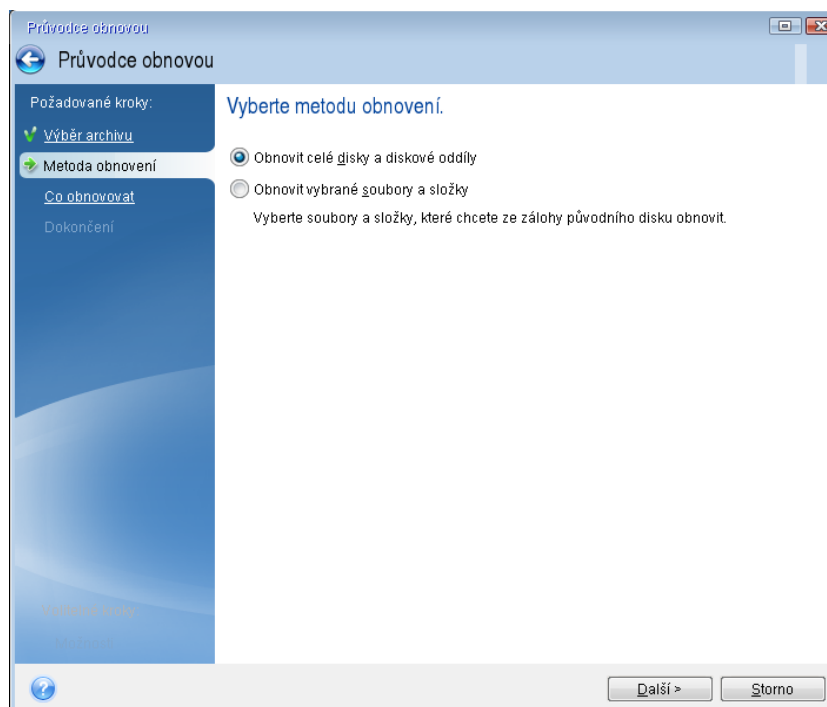 Průvodce obnovou
Průvodce obnovou
Požadované kroky:
Výběr archivu
Metoda obnovení
Co obnovovat
Dokončení
Vyberte metodu obnovení.
Obnovit celé disky a diskové oddíly
Obnovit vybrané soubory a složky
Vyberte soubory a složky, které chcete ze zálohy původního disku obnovit.
Další >
Storno